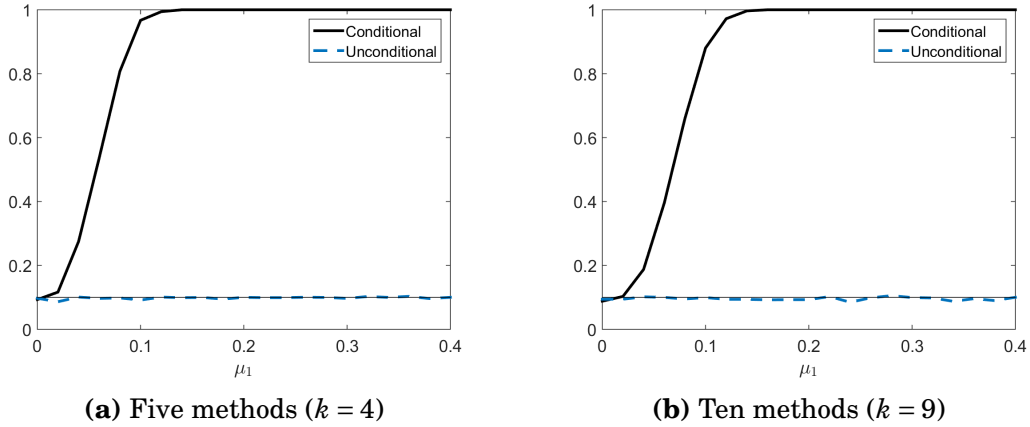 1
0.8
0.6
0.4
0.2
0
0
0.1
0.2
0.3
0.4
μ1
Conditional
Unconditional
(a) Five methods (k = 4)
1
0.8
0.6
0.4
0.2
0
0
0.1
0.2
0.3
0.4
μ1
Conditional
Unconditional
(b) Ten methods (k = 9)